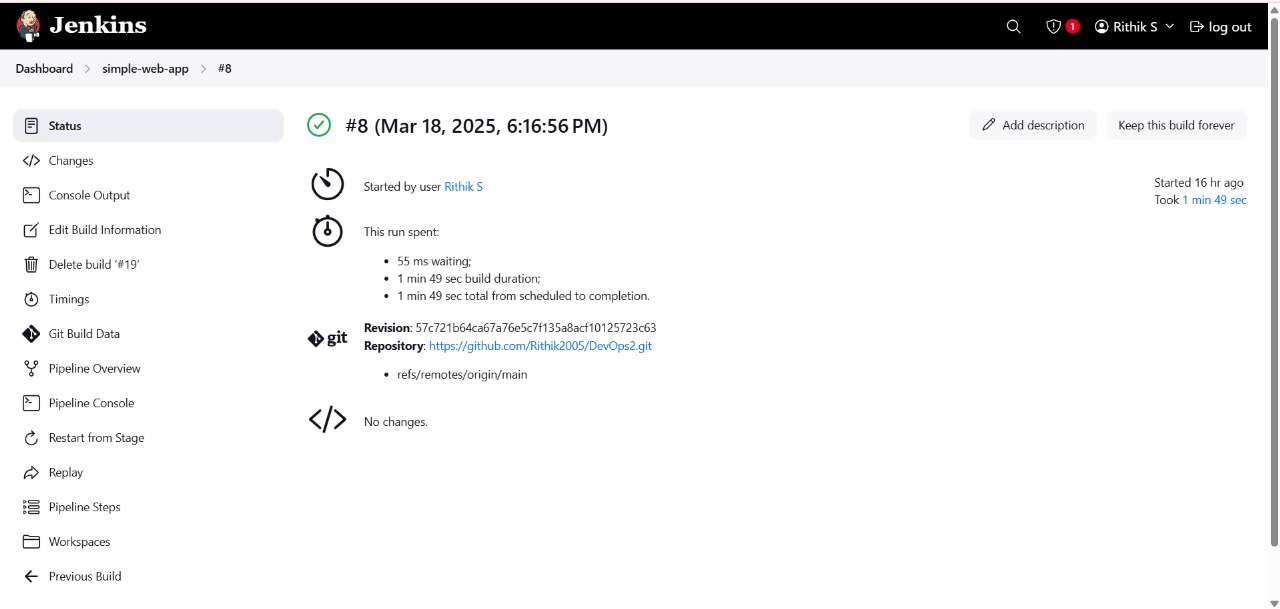 Jenkins
1
Rithik S
log out
Dashboard > simple-web-app > #8
Status
Changes
Console Output
Edit Build Information
Delete build ‘#19’
Timings
Git Build Data
Pipeline Overview
Pipeline Console
Restart from Stage
Replay
Pipeline Steps
Workspaces
Previous Build
#8 (Mar 18, 2025, 6:16:56 PM)
Add description
Keep this build forever
Started by user Rithik S
Started 16 hr ago
Took 1 min 49 sec
This run spent:
• 55 ms waiting;
• 1 min 49 sec build duration;
• 1 min 49 sec total from scheduled to completion.
git
Revision: 57c721b64ca67a76e5c7f135a8acf10125723c63
Repository: https://github.com/Rithik2005/DevOps2.git
• refs/remotes/origin/main
No changes.